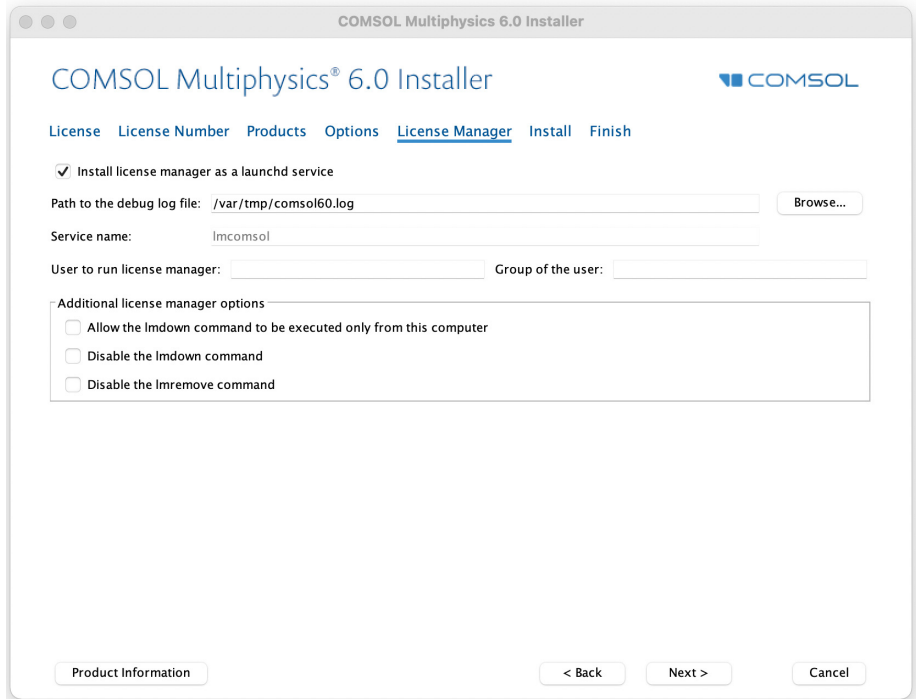 COMSOL Multiphysics 6.0 Installer
COMSOL Multiphysics® 6.0 Installer
COMSOL
License License Number Products Options License Manager Install Finish
Install license manager as a launchd service
Path to the debug log file: /var/tmp/comsol60.log Browse...
Service name: lmcomsol
User to run license manager: Group of the user:
Additional license manager options
Allow the lmdown command to be executed only from this computer
Disable the lmdown command
Disable the lmremove command
Product Information < Back Next > Cancel